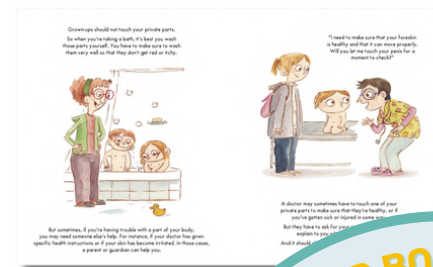 Grown-ups should not touch your private parts.
So when you're taking a bath, it's best you wash
those parts yourself. You have to make sure to wash
them very well so that they don't get red or itchy.
But sometimes, if you're having trouble with a part of your body,
you may need someone else's help. For instance, if your doctor has given
specific health instructions or if your skin has become irritated. In those cases,
a parent or guardian can help you.
"I need to make sure that your foreskin
is healthy and that it can move properly.
Will you let me touch your penis for a
moment to check?"
A doctor may sometimes have to touch one of your
private parts to make sure that they're healthy, or if
you've gotten sick or injured in some way.
But they have to ask for your
explain to you
And it should
BO